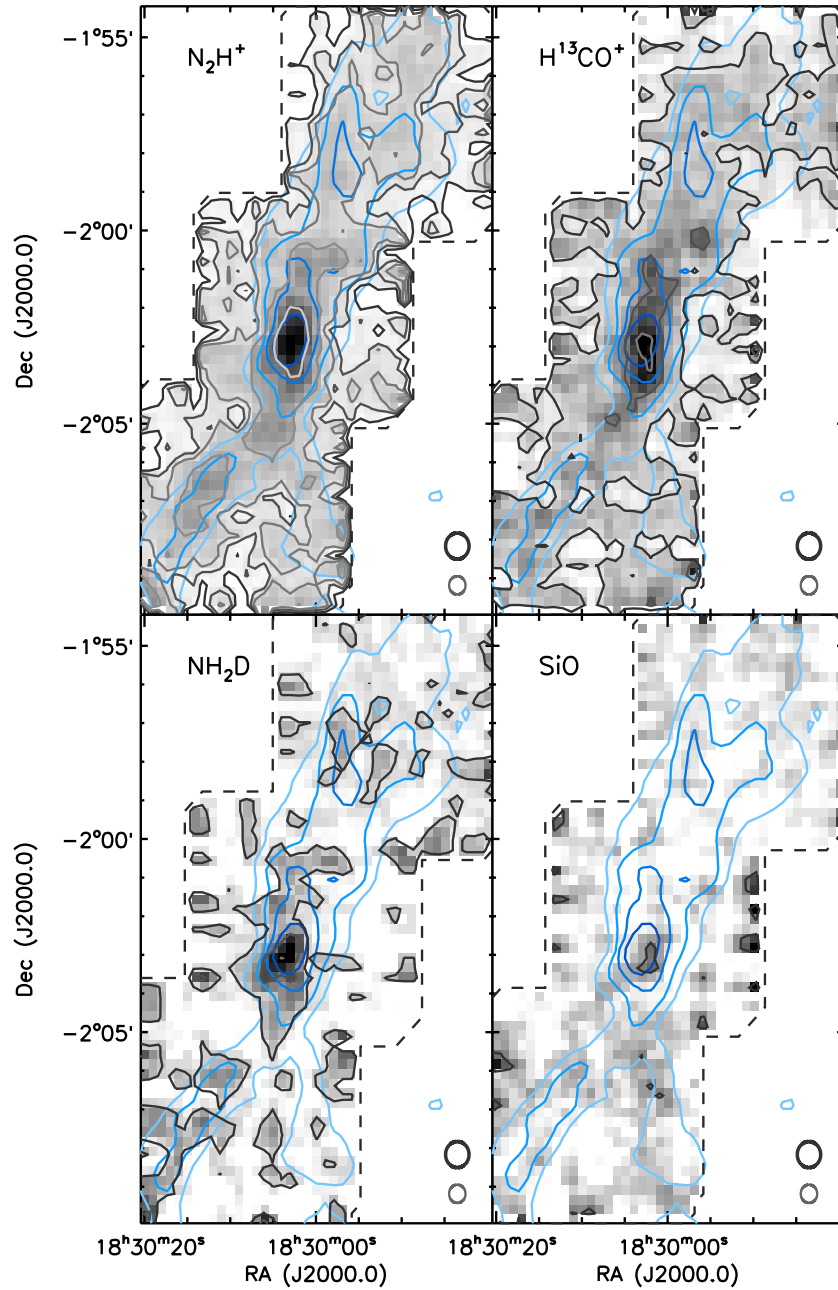 N₂H⁺
H¹³CO⁺
−1°55'
−2°00'
−2°05'
Dec (J2000.0)
NH₂D
SiO
−1°55'
−2°00'
−2°05'
Dec (J2000.0)
18ʰ30ᵐ20ˢ 18ʰ30ᵐ00ˢ 18ʰ30ᵐ20ˢ 18ʰ30ᵐ00ˢ
RA (J2000.0) RA (J2000.0)